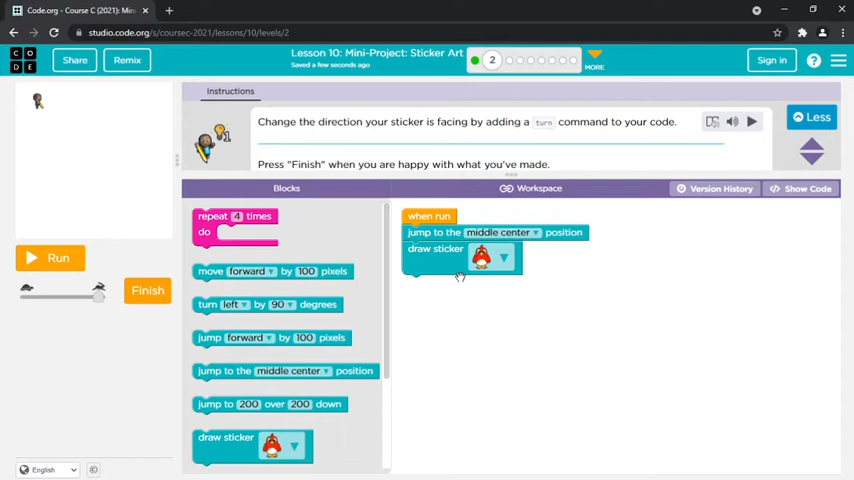 Code.org | Course C (2021): Mini
studio.code.org/s/coursec-2021/lessons/10/levels/2
CO
DE
Share
Remix
Lesson 10: Mini-Project: Sticker Art
Saved a few seconds ago
2
MORE
Sign in
Instructions
Less
Change the direction your sticker is facing by adding a turn command to your code.
Press "Finish" when you are happy with what you've made.
Blocks
Workspace
Version History
Show Code
repeat 4 times
do
move forward by 100 pixels
turn left by 90 degrees
jump forward by 100 pixels
jump to the middle center position
jump to 200 over 200 down
draw sticker
when run
jump to the middle center position
draw sticker
Run
Finish
English